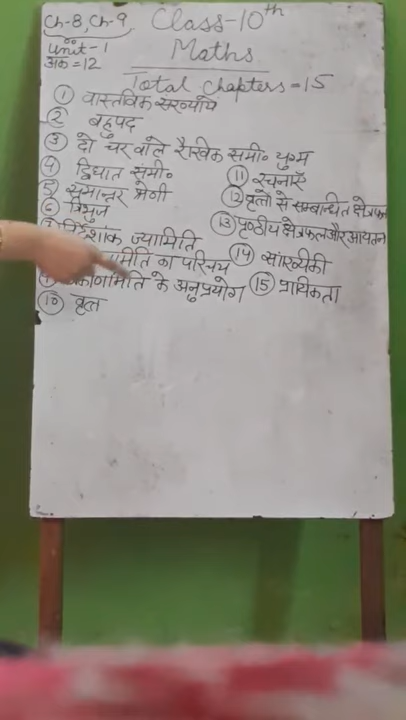 Ch-8, Ch-9
Unit-1
अंक=12
Class-10th
Maths
Total Chapters=15
① वास्तविक संख्यायें
② बहुपद
③ दो चर वाले रैखिक समी० युग्म
④ द्विघात समी०
⑤ समान्तर श्रेणी
⑥ त्रिभुज
निर्देशांक ज्यामिति
मिति का परिचय
के अनुप्रयोग
⑩ वृत्त
⑪ रचनाएँ
⑫ वृत्तो से सम्बन्धित क्षेत्रफल
⑬ पृष्ठीय क्षेत्रफल और आयतन
⑭ सांख्यिकी
⑮ प्रायिकता